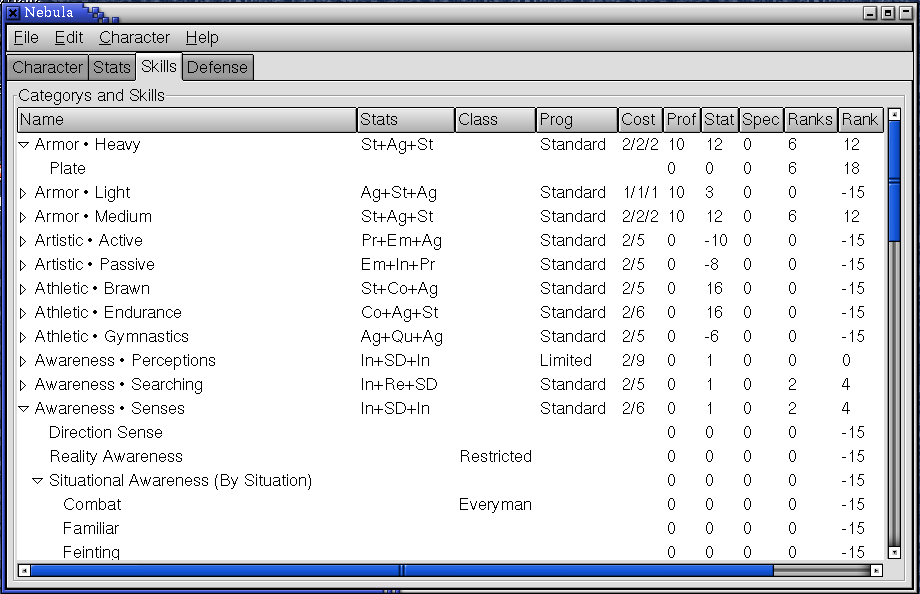 Nebula
File Edit Character Help
Character Stats Skills Defense
Categorys and Skills
Name Stats Class Prog Cost Prof Stat Spec Ranks Rank
Armor • Heavy St+Ag+St Standard 2/2/2 10 12 0 6 12
Plate 0 0 0 6 18
Armor • Light Ag+St+Ag Standard 1/1/1 10 3 0 0 -15
Armor • Medium St+Ag+St Standard 2/2/2 10 12 0 6 12
Artistic • Active Pr+Em+Ag Standard 2/5 0 -10 0 0 -15
Artistic • Passive Em+In+Pr Standard 2/5 0 -8 0 0 -15
Athletic • Brawn St+Co+Ag Standard 2/5 0 16 0 0 -15
Athletic • Endurance Co+Ag+St Standard 2/6 0 16 0 0 -15
Athletic • Gymnastics Ag+Qu+Ag Standard 2/5 0 -6 0 0 -15
Awareness • Perceptions In+SD+In Limited 2/9 0 1 0 0 0
Awareness • Searching In+Re+SD Standard 2/5 0 1 0 2 4
Awareness • Senses In+SD+In Standard 2/6 0 1 0 2 4
Direction Sense 0 0 0 0 -15
Reality Awareness Restricted 0 0 0 0 -15
Situational Awareness (By Situation) 0 0 0 0 -15
Combat Everyman 0 0 0 0 -15
Familiar 0 0 0 0 -15
Feinting 0 0 0 0 -15